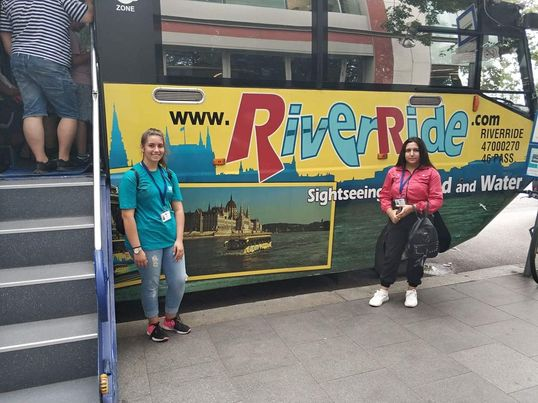 ZONE
www.RiverRide.com
RIVERRIDE
47000270
46 PASS
Sightseeing
and Water